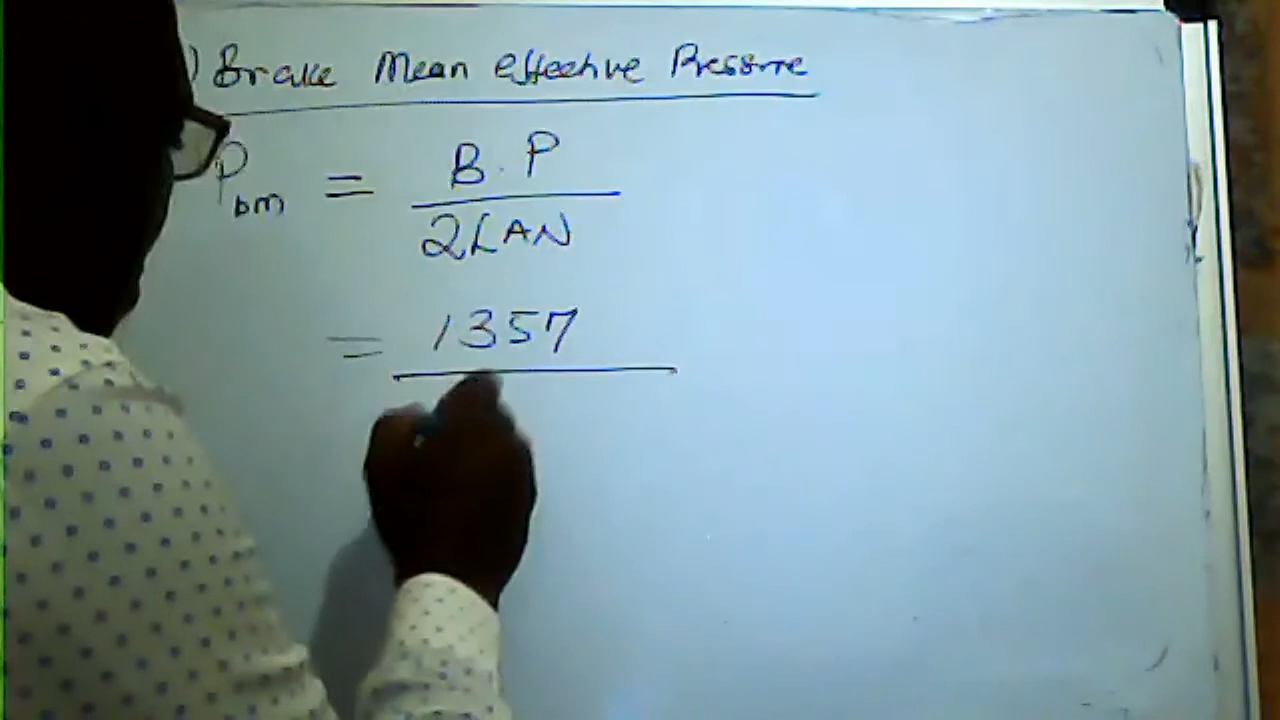 ) Brake Mean effective Pressure
Pbm = B.P
2LAN
= 1357